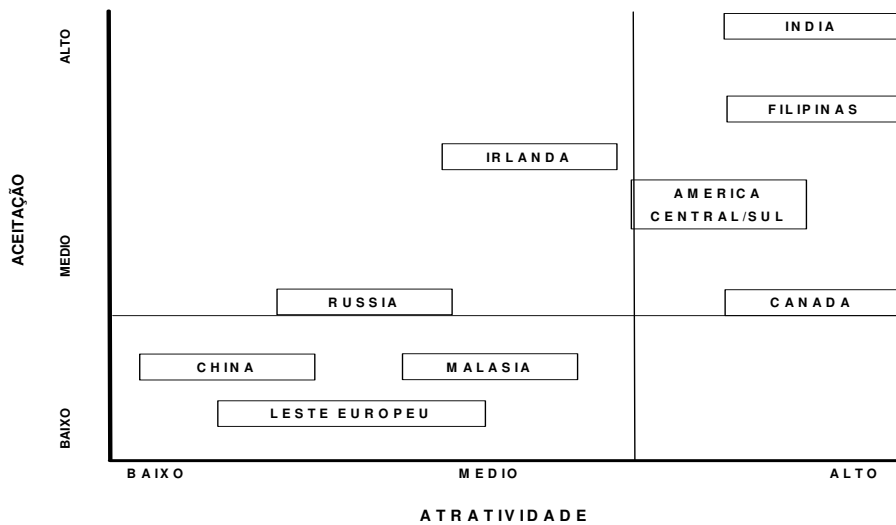 ALTO
INDIA
FILIPINAS
IRLANDA
AMERICA
CENTRAL/SUL
ACEITAÇÃO
MEDIO
RUSSIA
CANADA
CHINA
MALASIA
LESTE EUROPEU
BAIXO
BAIXO
MEDIO
ALTO
ATRATIVIDADE